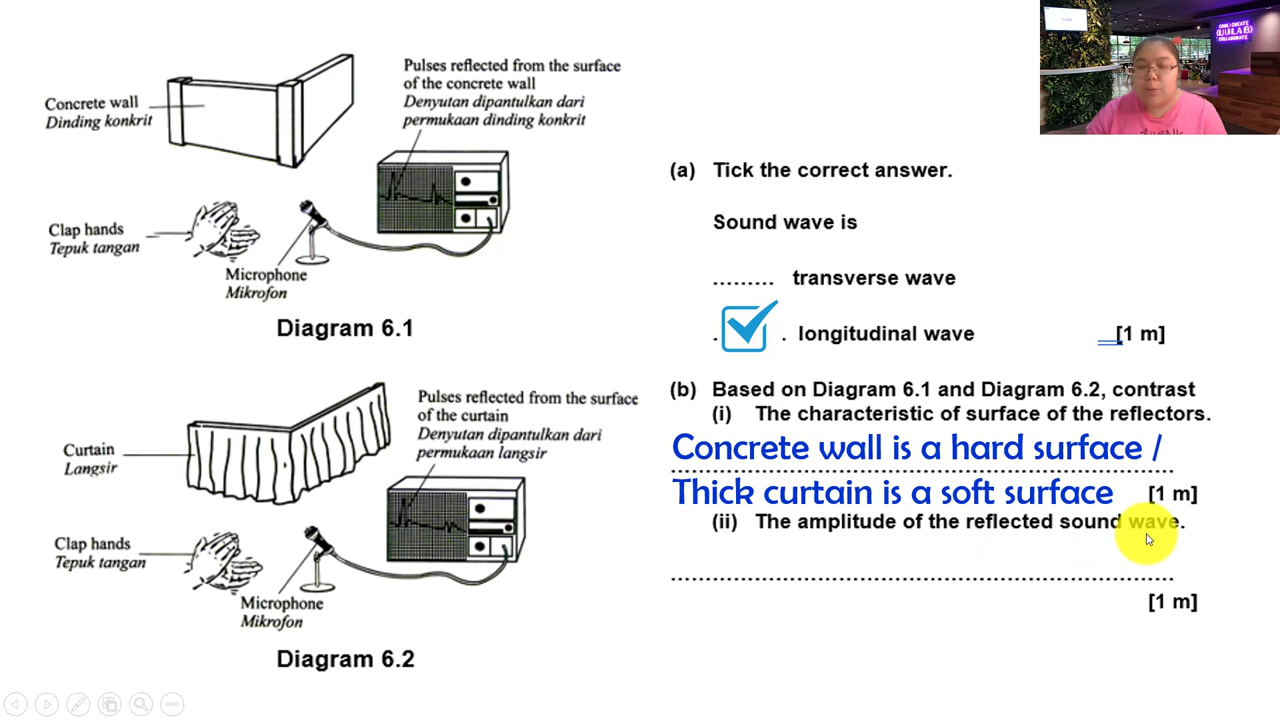 Concrete wall
Dinding konkrit
Pulses reflected from the surface
of the concrete wall
Denyutan dipantulkan dari
permukaan dinding konkrit
Clap hands
Tepuk tangan
Microphone
Mikrofon
Diagram 6.1
Curtain
Langsir
Pulses reflected from the surface
of the curtain
Denyutan dipantulkan dari
permukaan langsir
Clap hands
Tepuk tangan
Microphone
Mikrofon
Diagram 6.2
(a) Tick the correct answer.
Sound wave is
......... transverse wave
. . longitudinal wave [1 m]
(b) Based on Diagram 6.1 and Diagram 6.2, contrast
(i) The characteristic of surface of the reflectors.
Concrete wall is a hard surface /
Thick curtain is a soft surface [1 m]
(ii) The amplitude of the reflected sound wave.
[1 m]
CODE / CREATE
COLLABORATE